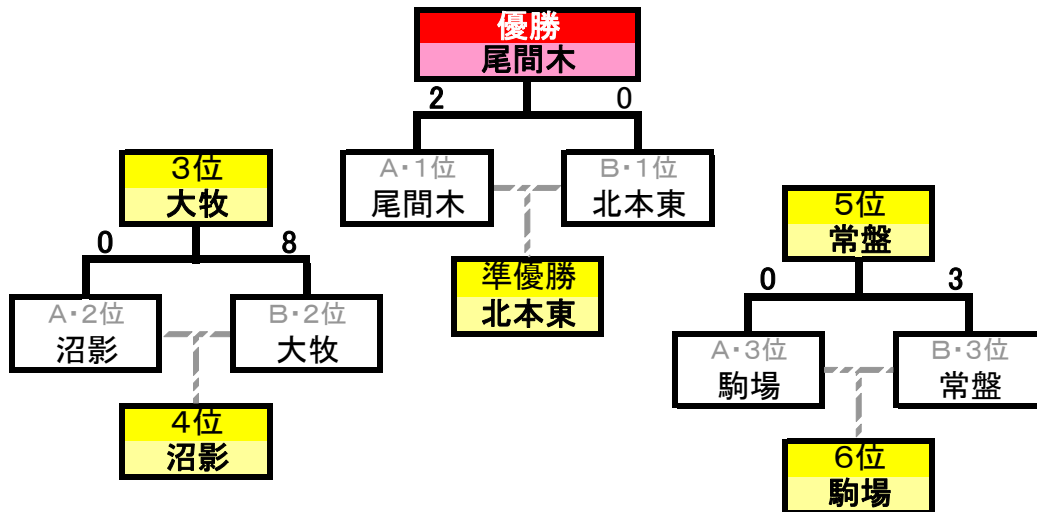 優勝
尾間木
2 0
A・1位 B・1位
尾間木 北本東
準優勝
北本東
3位
大牧
0 8
A・2位 B・2位
沼影 大牧
4位
沼影
5位
常盤
0 3
A・3位 B・3位
駒場 常盤
6位
駒場